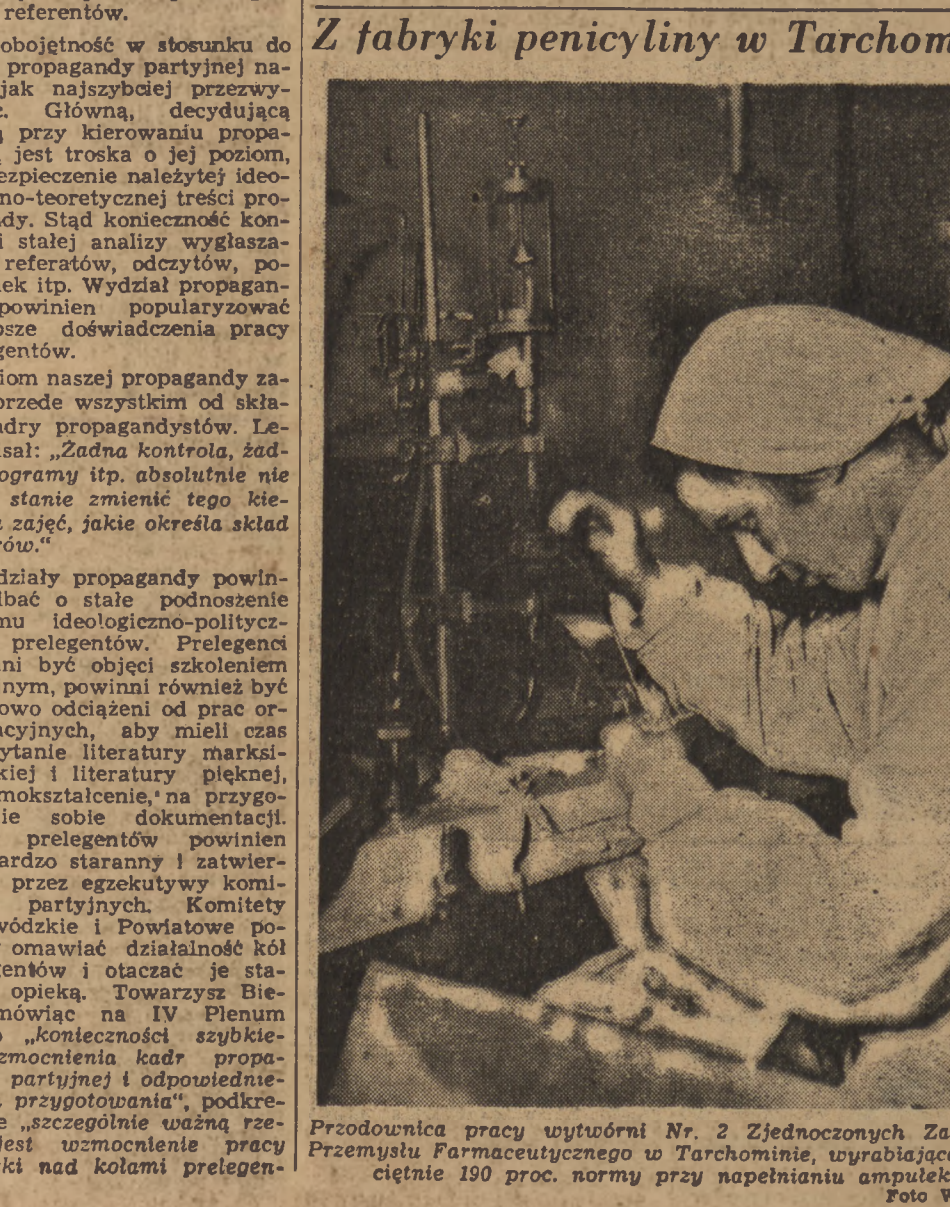 referentów.
obojętność w stosunku do
propagandy partyjnej na-
jak najszybciej przezwy-
Główną, decydującą
przy kierowaniu propa-
jest troska o jej poziom,
ezpieczenie należytej ideo-
no-teoretycznej treści pro-
dy. Stąd konieczność kon-
i stałej analizy wygłasza-
referatów, odczytów, po-
ek itp. Wydział propagan-
powinien popularyzować
sze doświadczenia pracy
gentów.
iom naszej propagandy za-
przede wszystkim od skła-
adry propagandystów. Le-
sał: „Żadna kontrola, żad-
ogramy itp. absolutnie nie
stanie zmienić tego kie-
zajęć, jakie określa skład
rów.“
działy propagandy powin-
bać o stałe podnoszenie
mu ideologiczno-politycz-
prelegentów. Prelegenci
ni być objęci szkoleniem
nym, powinni również być
owo odciążeni od prac or-
acyjnych, aby mieli czas
ytanie literatury marksi-
kiej i literatury pięknej,
mokształcenie, na przygo-
ie sobie dokumentacji.
prelegentów powinien
ardzo staranny i zatwier-
przez egzekutywy komi-
partyjnych. Komitety
wódzkie i Powiatowe po-
omawiać działalność kół
gentów i otaczać je sta-
opieką. Towarzysz Bie-
mówiąc na IV Plenum
„konieczności szybkie-
zmocnienia kadr propa-
partyjnej i odpowiednie-
przygotowania“, podkre-
e „szczególnie ważną rze-
jest wzmocnienie pracy
ki nad kołami prelegen-
Z fabryki penicyliny w Tarchom
Przodownica pracy wytwórni Nr. 2 Zjednoczonych Za
Przemysłu Farmaceutycznego w Tarchominie, wyrabiając
ciętnie 190 proc. normy przy napełnianiu ampułek
Foto W